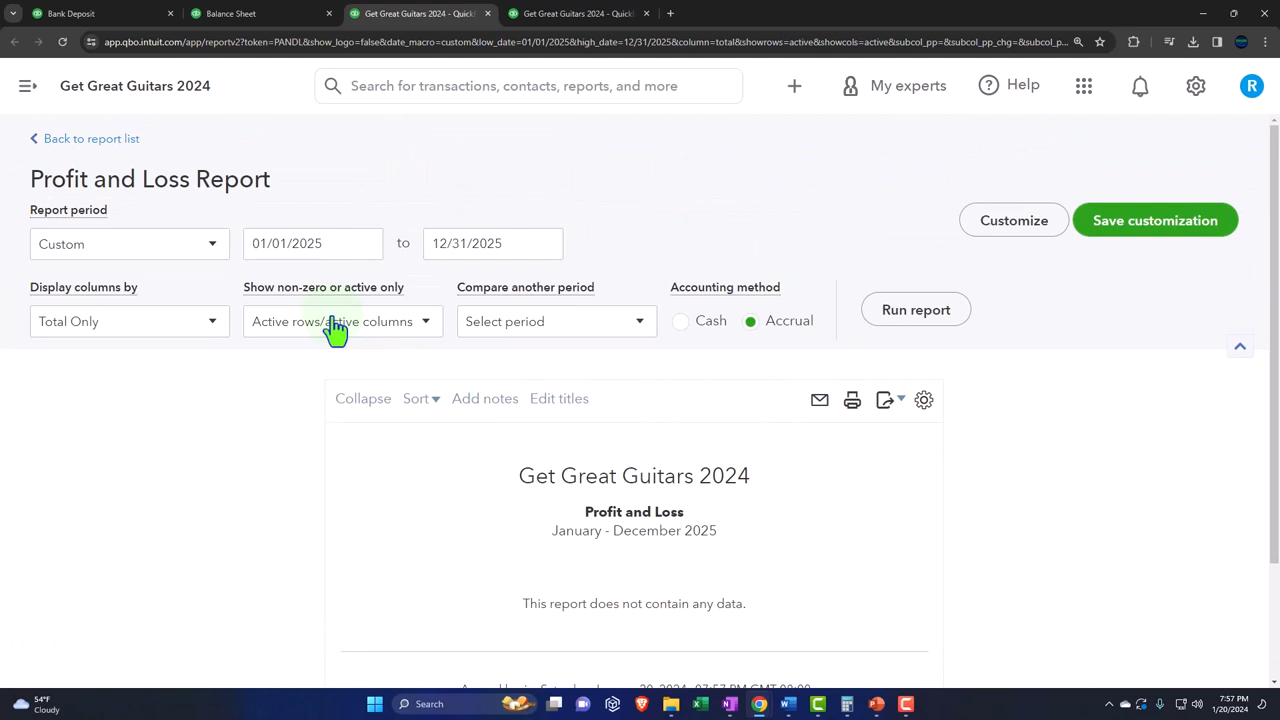 Bank Deposit
Balance Sheet
Get Great Guitars 2024 - Quick
Get Great Guitars 2024 - Quick
app.qbo.intuit.com/app/reportv2?token=PANDL&show_logo=false&date_macro=custom&low_date=01/01/2025&high_date=12/31/2025&column=total&showrows=active&showcols=active&subcol_pp=&subcol_pp_chg=&subcol_p...
Get Great Guitars 2024
Search for transactions, contacts, reports, and more
My experts
Help
R
Back to report list
Profit and Loss Report
Report period
Customize
Save customization
Custom
01/01/2025
to
12/31/2025
Display columns by
Show non-zero or active only
Compare another period
Accounting method
Total Only
Active rows/active columns
Select period
Cash
Accrual
Run report
Collapse
Sort
Add notes
Edit titles
Get Great Guitars 2024
Profit and Loss
January - December 2025
This report does not contain any data.
54°F
Cloudy
Search
7:57 PM
1/20/2024